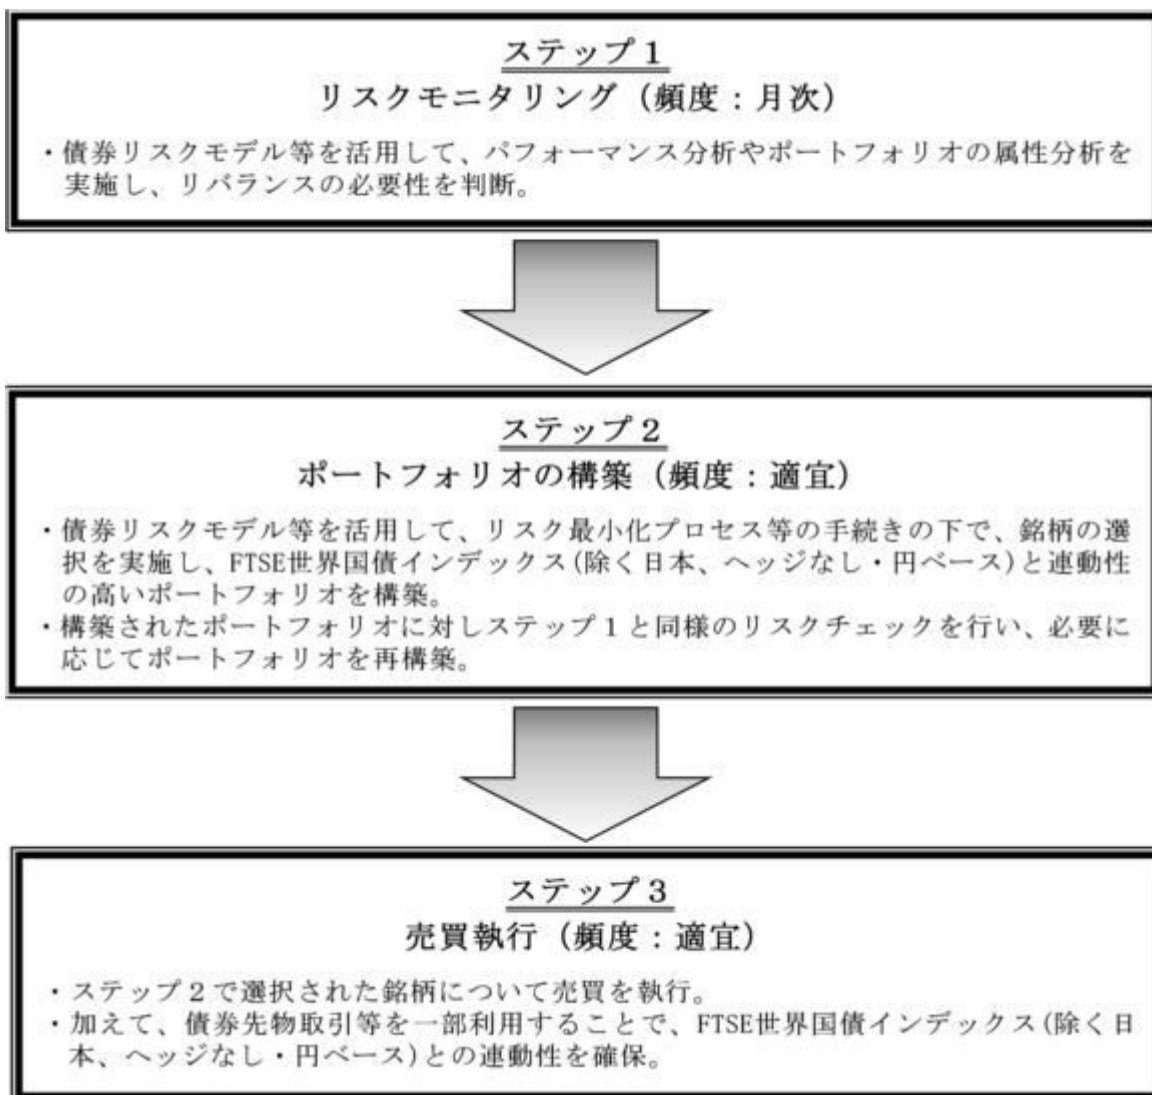 ステップ１
リスクモニタリング（頻度：月次）
・債券リスクモデル等を活用して、パフォーマンス分析やポートフォリオの属性分析を
実施し、リバランスの必要性を判断。
ステップ２
ポートフォリオの構築（頻度：適宜）
・債券リスクモデル等を活用して、リスク最小化プロセス等の手続きの下で、銘柄の選
択を実施し、FTSE世界国債インデックス(除く日本、ヘッジなし・円ベース)と連動性
の高いポートフォリオを構築。
・構築されたポートフォリオに対しステップ１と同様のリスクチェックを行い、必要に
応じてポートフォリオを再構築。
ステップ３
売買執行（頻度：適宜）
・ステップ２で選択された銘柄について売買を執行。
・加えて、債券先物取引等を一部利用することで、FTSE世界国債インデックス(除く日
本、ヘッジなし・円ベース)との連動性を確保。